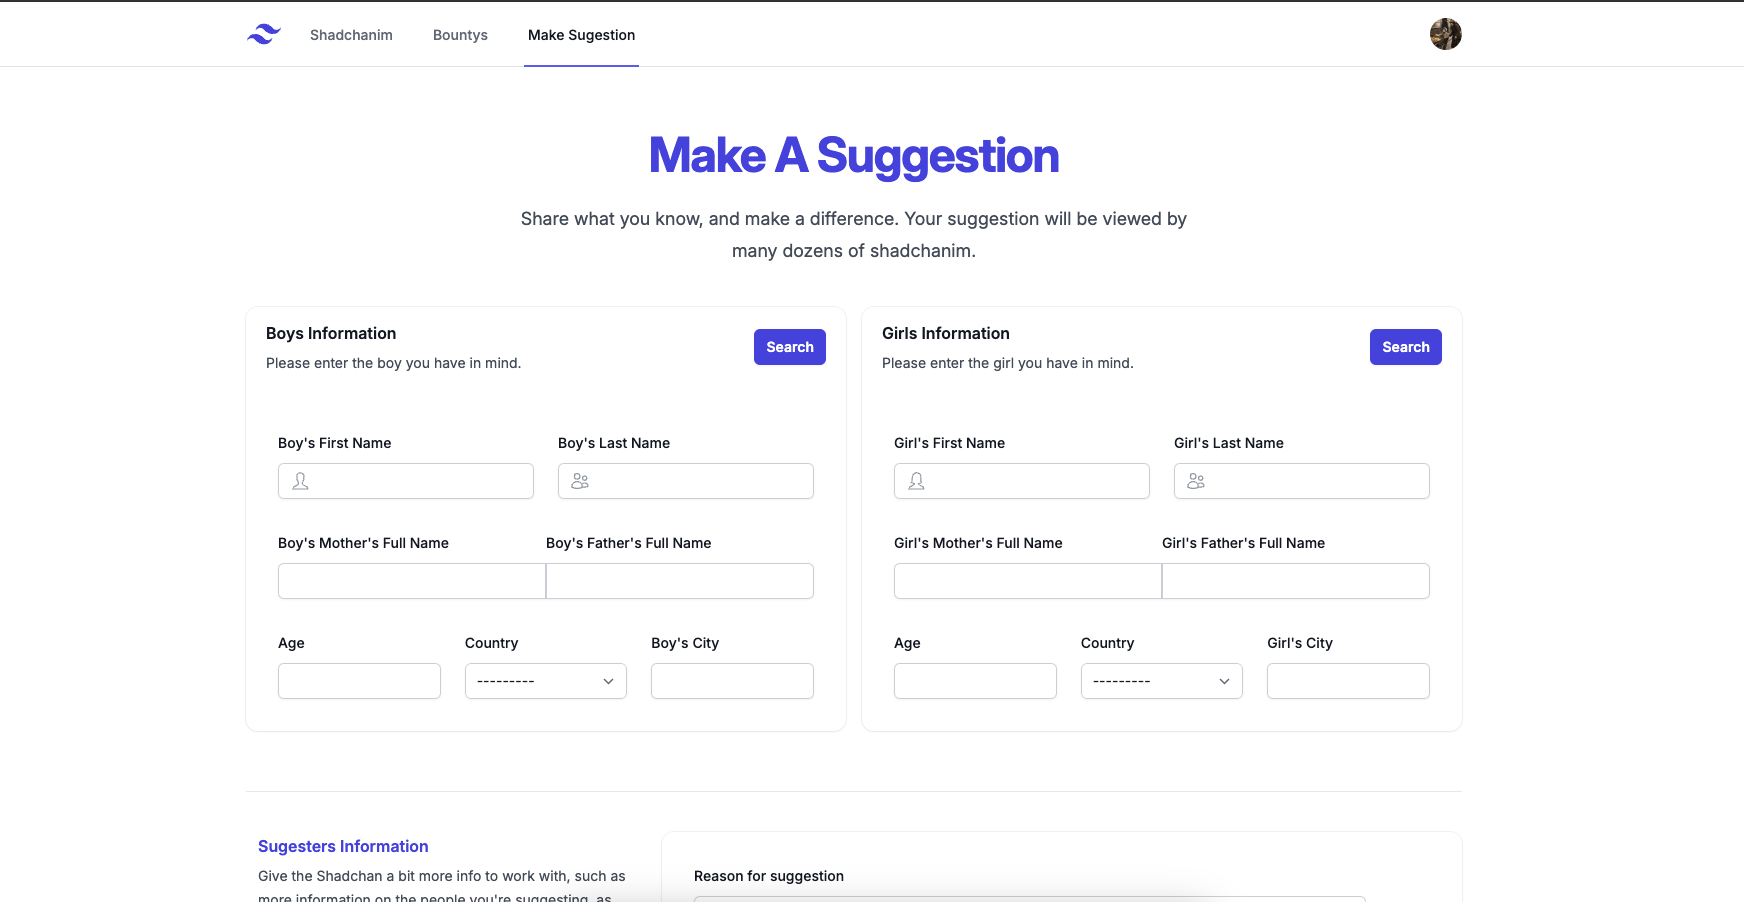 Shadchanim
Bountys
Make Sugestion
Make A Suggestion
Share what you know, and make a difference. Your suggestion will be viewed by
many dozens of shadchanim.
Boys Information
Please enter the boy you have in mind.
Search
Boy's First Name
Boy's Last Name
Boy's Mother's Full Name
Boy's Father's Full Name
Age
Country
Boy's City
---------
Girls Information
Please enter the girl you have in mind.
Search
Girl's First Name
Girl's Last Name
Girl's Mother's Full Name
Girl's Father's Full Name
Age
Country
Girl's City
---------
Sugesters Information
Give the Shadchan a bit more info to work with, such as
more information on the people you're suggesting, as
Reason for suggestion